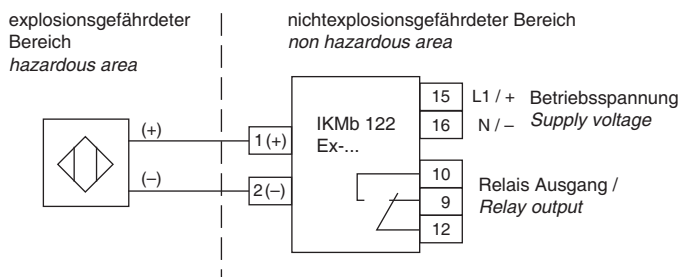 explosionsgefährdeter
Bereich
hazardous area
nichtexplosionsgefährdeter Bereich
non hazardous area
(+)
(–)
1 (+)
2 (–)
IKMb 122
Ex-...
15 L1 / + Betriebsspannung
16 N / – Supply voltage
10
9
12
Relais Ausgang /
Relay output